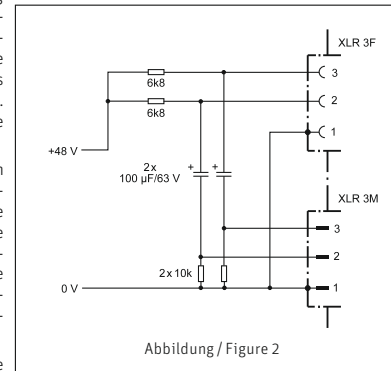 XLR 3F
3
6k8
2
6k8
1
+48 V
2x
100 µF/63 V
+
+
XLR 3M
3
2
2 x 10k
1
0 V
Abbildung / Figure 2